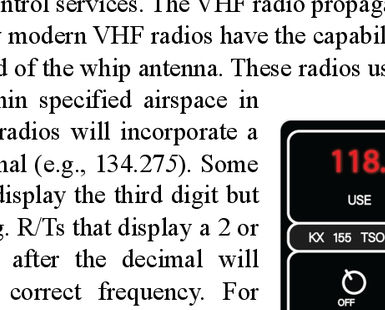 ntrol services. The VHF radio propaga
modern VHF radios have the capabil
d of the whip antenna. These radios us
in specified airspace in
radios will incorporate a
nal (e.g., 134.275). Some
display the third digit but
g. R/Ts that display a 2 or
after the decimal will
correct frequency. For
118.
USE
KX 155 TSO
OFF